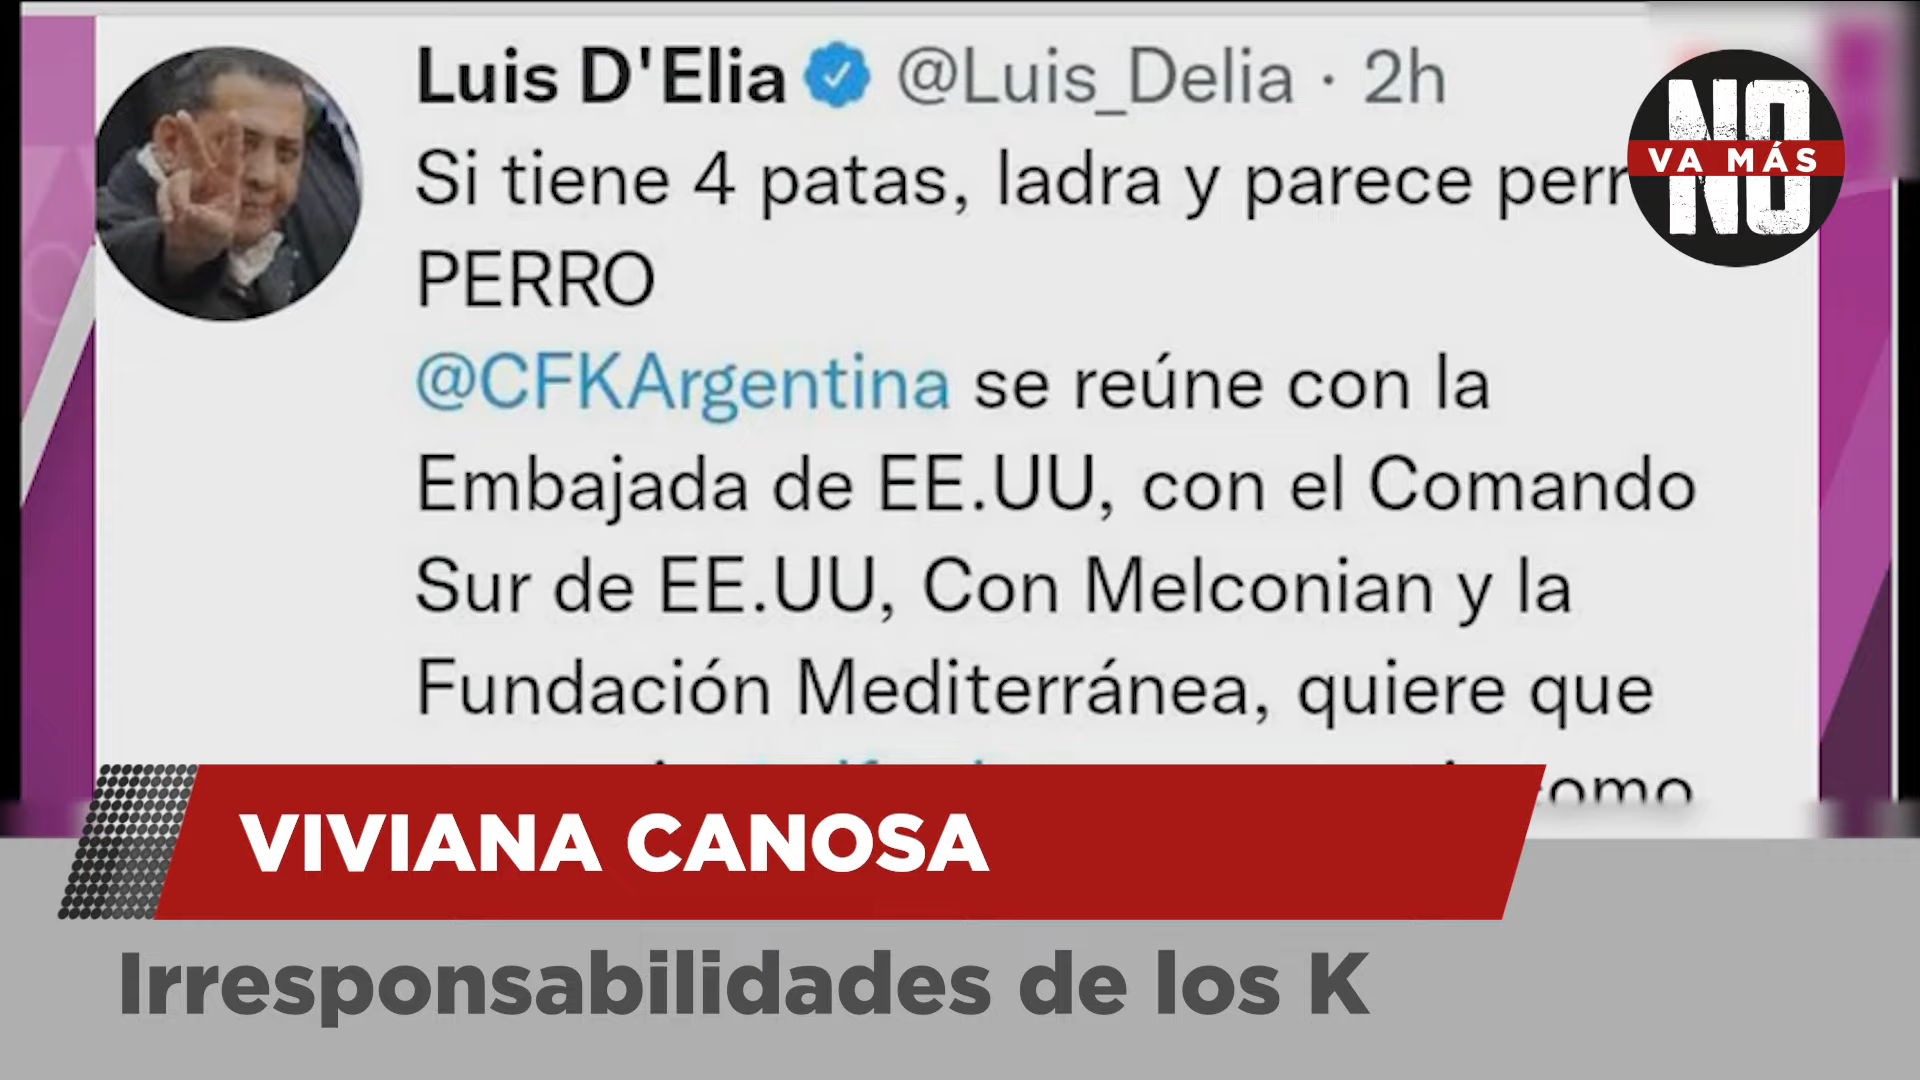 Luis D'Elia @Luis_Delia · 2h
Si tiene 4 patas, ladra y parece perr
PERRO
@CFKArgentina se reúne con la
Embajada de EE.UU, con el Comando
Sur de EE.UU, Con Melconian y la
Fundación Mediterránea, quiere que
NO
VA MÁS
NO
VIVIANA CANOSA
Irresponsabilidades de los K